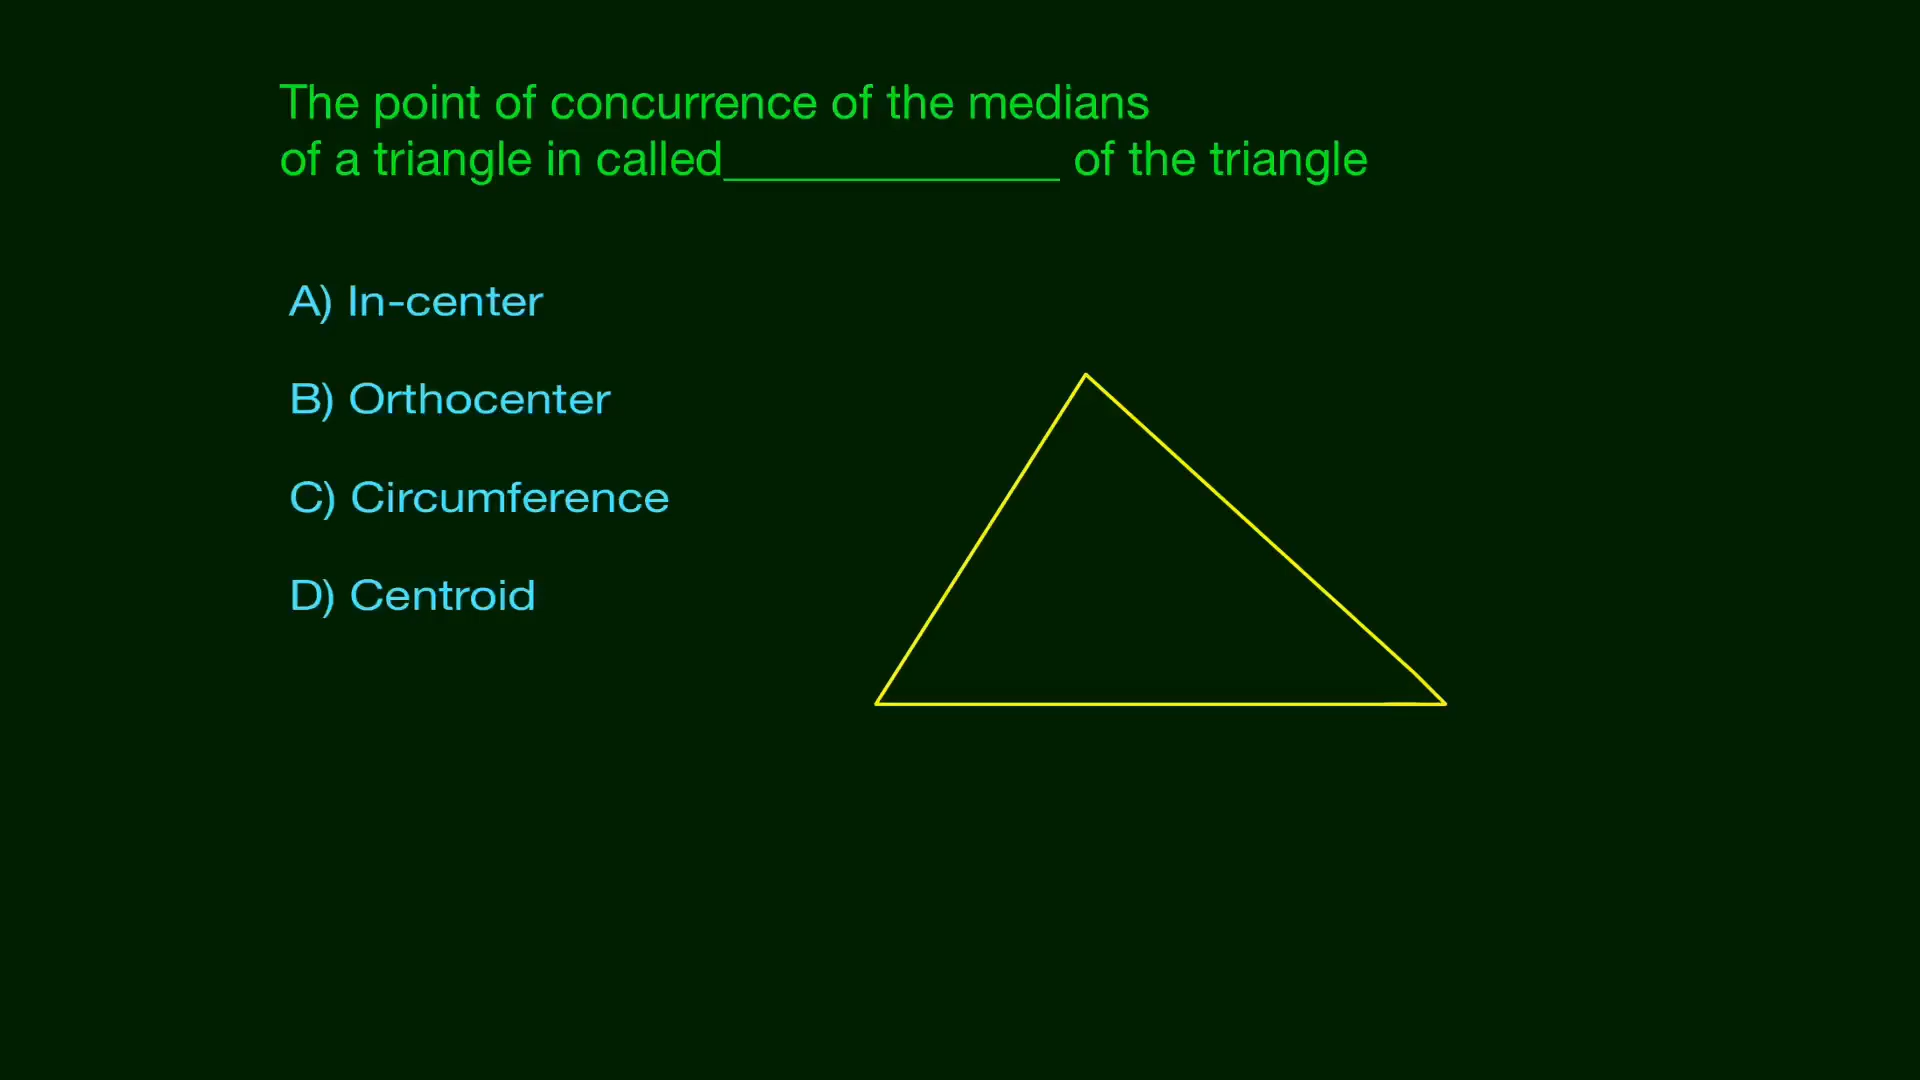 The point of concurrence of the medians
of a triangle in called______________ of the triangle
A) In-center
B) Orthocenter
C) Circumference
D) Centroid